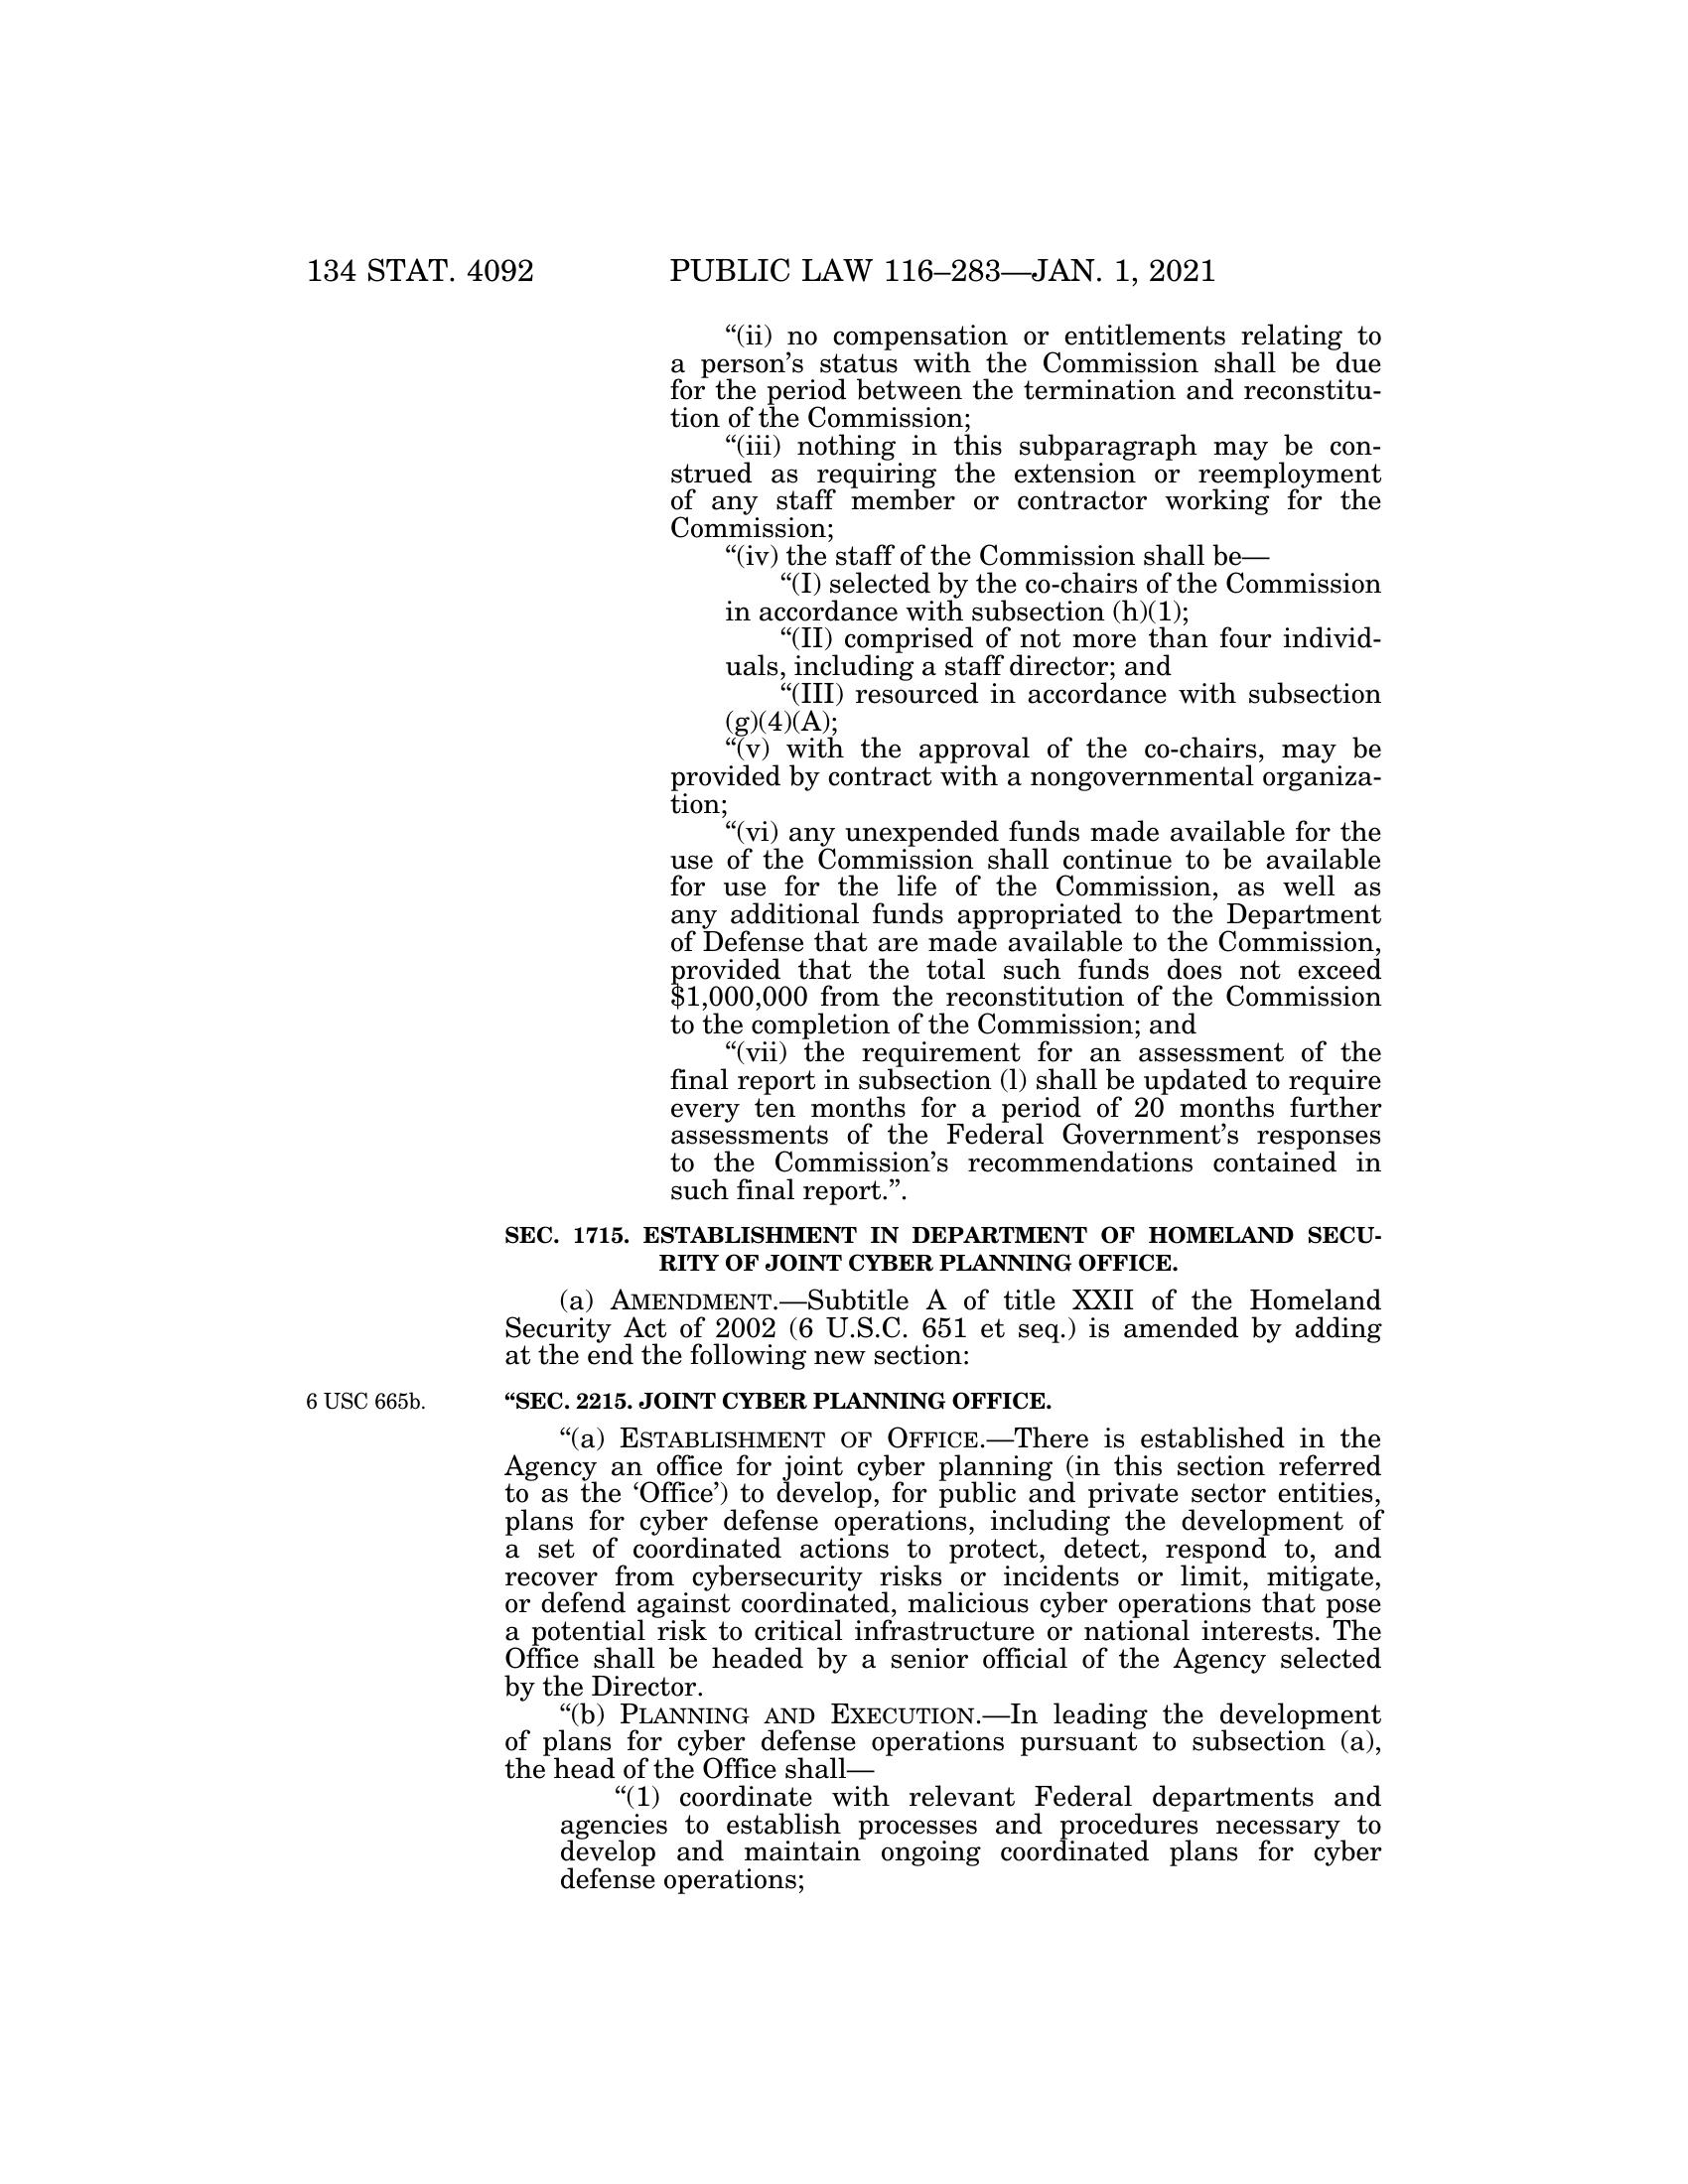 134 STAT. 4092
PUBLIC LAW 116–283—JAN. 1, 2021
“(ii) no compensation or entitlements relating to
a person’s status with the Commission shall be due
for the period between the termination and reconstitu-
tion of the Commission;
“(iii) nothing in this subparagraph may be con-
strued as requiring the extension or reemployment
of any staff member or contractor working for the
Commission;
“(iv) the staff of the Commission shall be—
“(I) selected by the co-chairs of the Commission
in accordance with subsection (h)(1);
“(II) comprised of not more than four individ-
uals, including a staff director; and
“(III) resourced in accordance with subsection
(g)(4)(A);
“(v) with the approval of the co-chairs, may be
provided by contract with a nongovernmental organiza-
tion;
“(vi) any unexpended funds made available for the
use of the Commission shall continue to be available
for use for the life of the Commission, as well as
any additional funds appropriated to the Department
of Defense that are made available to the Commission,
provided that the total such funds does not exceed
$1,000,000 from the reconstitution of the Commission
to the completion of the Commission; and
“(vii) the requirement for an assessment of the
final report in subsection (l) shall be updated to require
every ten months for a period of 20 months further
assessments of the Federal Government’s responses
to the Commission’s recommendations contained in
such final report.”.
SEC. 1715. ESTABLISHMENT IN DEPARTMENT OF HOMELAND SECU-
RITY OF JOINT CYBER PLANNING OFFICE.
(a) AMENDMENT.—Subtitle A of title XXII of the Homeland
Security Act of 2002 (6 U.S.C. 651 et seq.) is amended by adding
at the end the following new section:
6 USC 665b.
“SEC. 2215. JOINT CYBER PLANNING OFFICE.
“(a) ESTABLISHMENT OF OFFICE.—There is established in the
Agency an office for joint cyber planning (in this section referred
to as the ‘Office’) to develop, for public and private sector entities,
plans for cyber defense operations, including the development of
a set of coordinated actions to protect, detect, respond to, and
recover from cybersecurity risks or incidents or limit, mitigate,
or defend against coordinated, malicious cyber operations that pose
a potential risk to critical infrastructure or national interests. The
Office shall be headed by a senior official of the Agency selected
by the Director.
“(b) PLANNING AND EXECUTION.—In leading the development
of plans for cyber defense operations pursuant to subsection (a),
the head of the Office shall—
“(1) coordinate with relevant Federal departments and
agencies to establish processes and procedures necessary to
develop and maintain ongoing coordinated plans for cyber
defense operations;